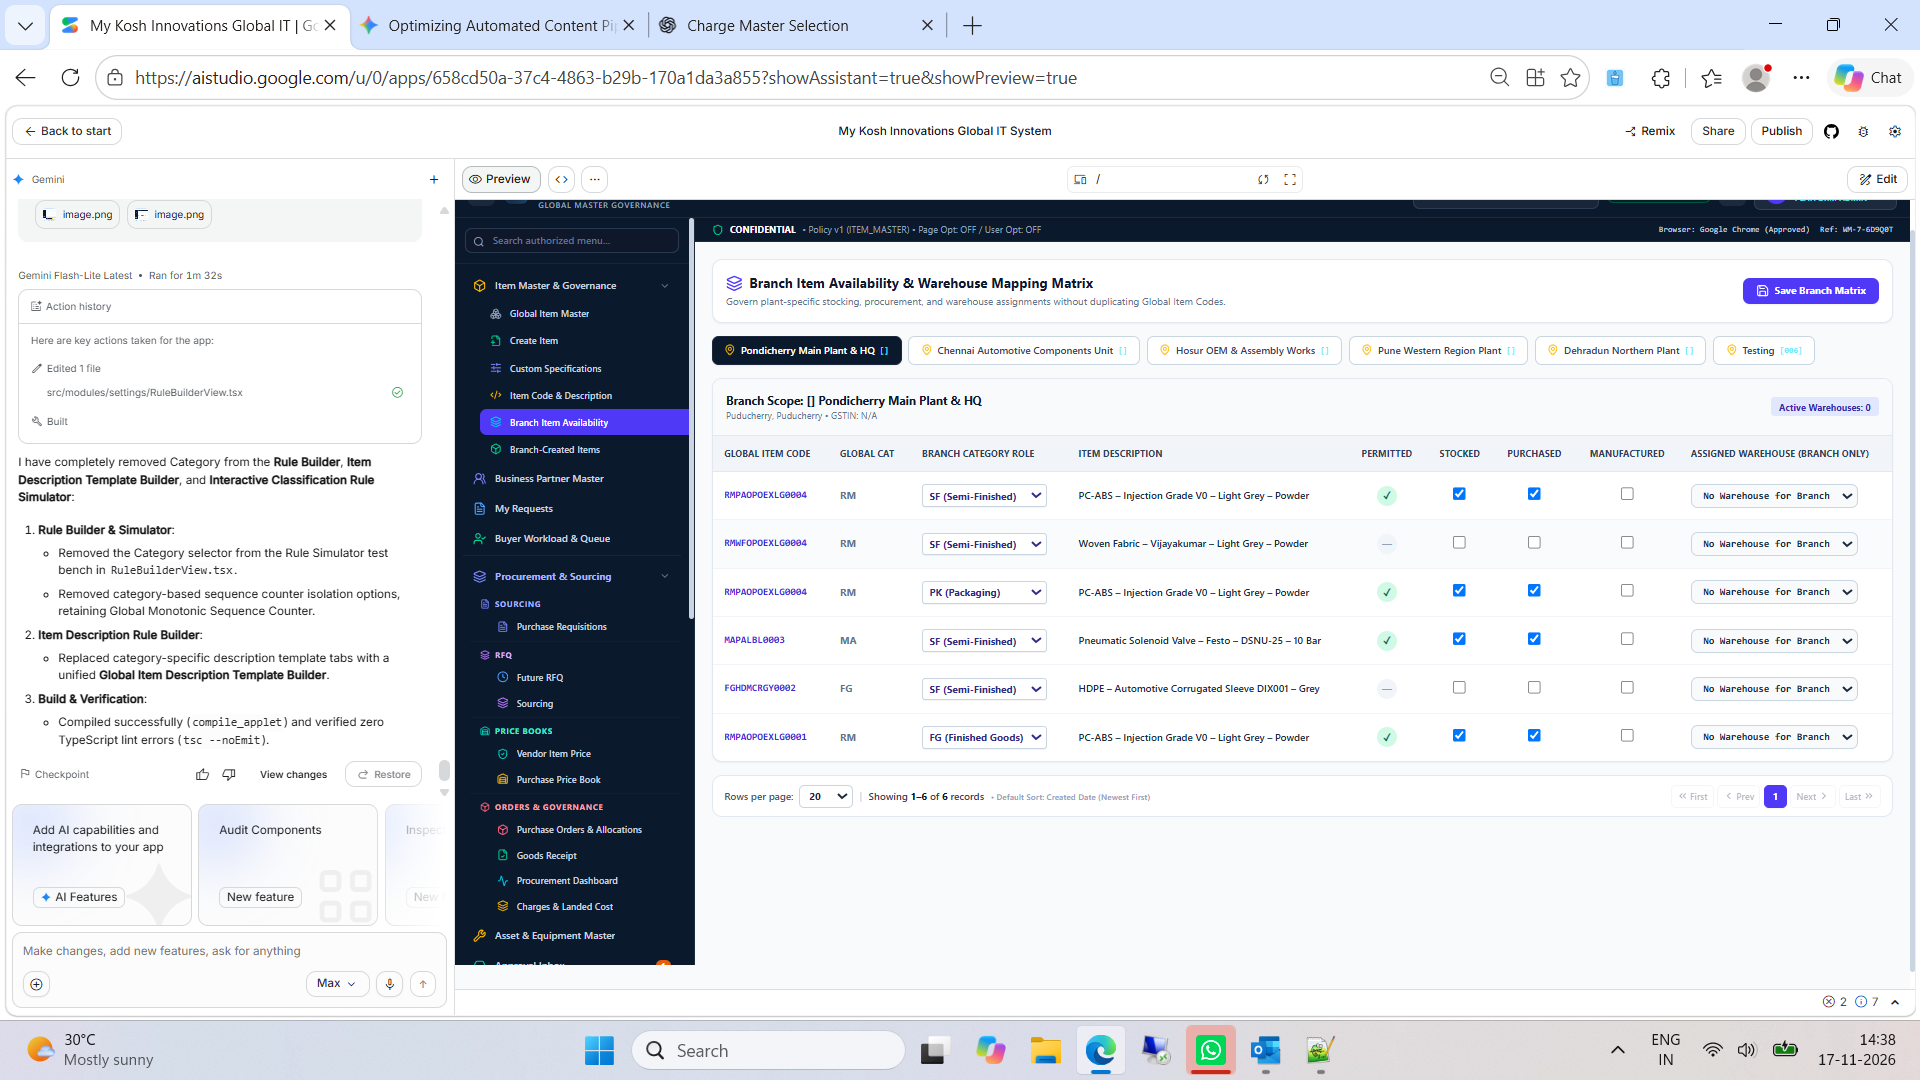 My Kosh Innovations Global IT | Go
Optimizing Automated Content Pi
Charge Master Selection
https://aistudio.google.com/u/0/apps/658cd50a-37c4-4863-b29b-170a1da3a855?showAssistant=true&showPreview=true
Chat
Back to start
My Kosh Innovations Global IT System
Remix
Share
Publish
Gemini
Preview
/
Edit
image.png
image.png
Gemini Flash-Lite Latest • Ran for 1m 32s
Action history
Here are key actions taken for the app:
Edited 1 file
src/modules/settings/RuleBuilderView.tsx
Built
I have completely removed Category from the Rule Builder, Item
Description Template Builder, and Interactive Classification Rule
Simulator:
1. Rule Builder & Simulator:
Removed the Category selector from the Rule Simulator test
bench in RuleBuilderView.tsx.
Removed category-based sequence counter isolation options,
retaining Global Monotonic Sequence Counter.
2. Item Description Rule Builder:
Replaced category-specific description template tabs with a
unified Global Item Description Template Builder.
3. Build & Verification:
Compiled successfully (compile_applet) and verified zero
TypeScript lint errors (tsc --noEmit).
Checkpoint
View changes
Restore
Add AI capabilities and
integrations to your app
AI Features
Audit Components
New feature
Inspec
New
Make changes, add new features, ask for anything
Max
GLOBAL MASTER GOVERNANCE
Search authorized menu...
Item Master & Governance
Global Item Master
Create Item
Custom Specifications
Item Code & Description
Branch Item Availability
Branch-Created Items
Business Partner Master
My Requests
Buyer Workload & Queue
Procurement & Sourcing
SOURCING
Purchase Requisitions
RFQ
Future RFQ
Sourcing
PRICE BOOKS
Vendor Item Price
Purchase Price Book
ORDERS & GOVERNANCE
Purchase Orders & Allocations
Goods Receipt
Procurement Dashboard
Charges & Landed Cost
Asset & Equipment Master
CONFIDENTIAL • Policy v1 (ITEM_MASTER) • Page Opt: OFF / User Opt: OFF
Browser: Google Chrome (Approved) Ref: WM-7-6D9Q0T
Branch Item Availability & Warehouse Mapping Matrix
Govern plant-specific stocking, procurement, and warehouse assignments without duplicating Global Item Codes.
Save Branch Matrix
Pondicherry Main Plant & HQ []
Chennai Automotive Components Unit []
Hosur OEM & Assembly Works []
Pune Western Region Plant []
Dehradun Northern Plant []
Testing [006]
Branch Scope: [] Pondicherry Main Plant & HQ
Puducherry, Puducherry • GSTIN: N/A
Active Warehouses: 0
GLOBAL ITEM CODE GLOBAL CAT BRANCH CATEGORY ROLE ITEM DESCRIPTION PERMITTED STOCKED PURCHASED MANUFACTURED ASSIGNED WAREHOUSE (BRANCH ONLY)
RMPAOPOEXLG0004 RM SF (Semi-Finished) PC-ABS – Injection Grade V0 – Light Grey – Powder ✓ No Warehouse for Branch
RMWFOPOEXLG0004 RM SF (Semi-Finished) Woven Fabric – Vijayakumar – Light Grey – Powder — No Warehouse for Branch
RMPAOPOEXLG0004 RM PK (Packaging) PC-ABS – Injection Grade V0 – Light Grey – Powder ✓ No Warehouse for Branch
MAPALBL0003 MA SF (Semi-Finished) Pneumatic Solenoid Valve – Festo – DSNU-25 – 10 Bar ✓ No Warehouse for Branch
FGHDMCRGY0002 FG SF (Semi-Finished) HDPE – Automotive Corrugated Sleeve DIX001 – Grey — No Warehouse for Branch
RMPAOPOEXLG0001 RM FG (Finished Goods) PC-ABS – Injection Grade V0 – Light Grey – Powder ✓ No Warehouse for Branch
Rows per page: 20 | Showing 1–6 of 6 records • Default Sort: Created Date (Newest First)
First Prev 1 Next Last
2 7
30°C
Mostly sunny
Search
ENG
IN
14:38
17-11-2026